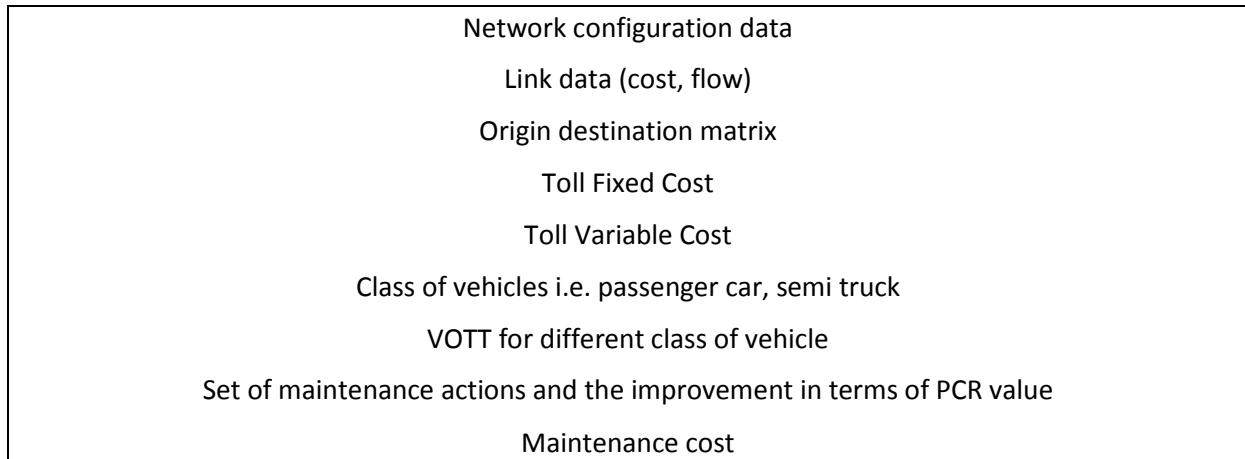 Network configuration data
Link data (cost, flow)
Origin destination matrix
Toll Fixed Cost
Toll Variable Cost
Class of vehicles i.e. passenger car, semi truck
VOTT for different class of vehicle
Set of maintenance actions and the improvement in terms of PCR value
Maintenance cost